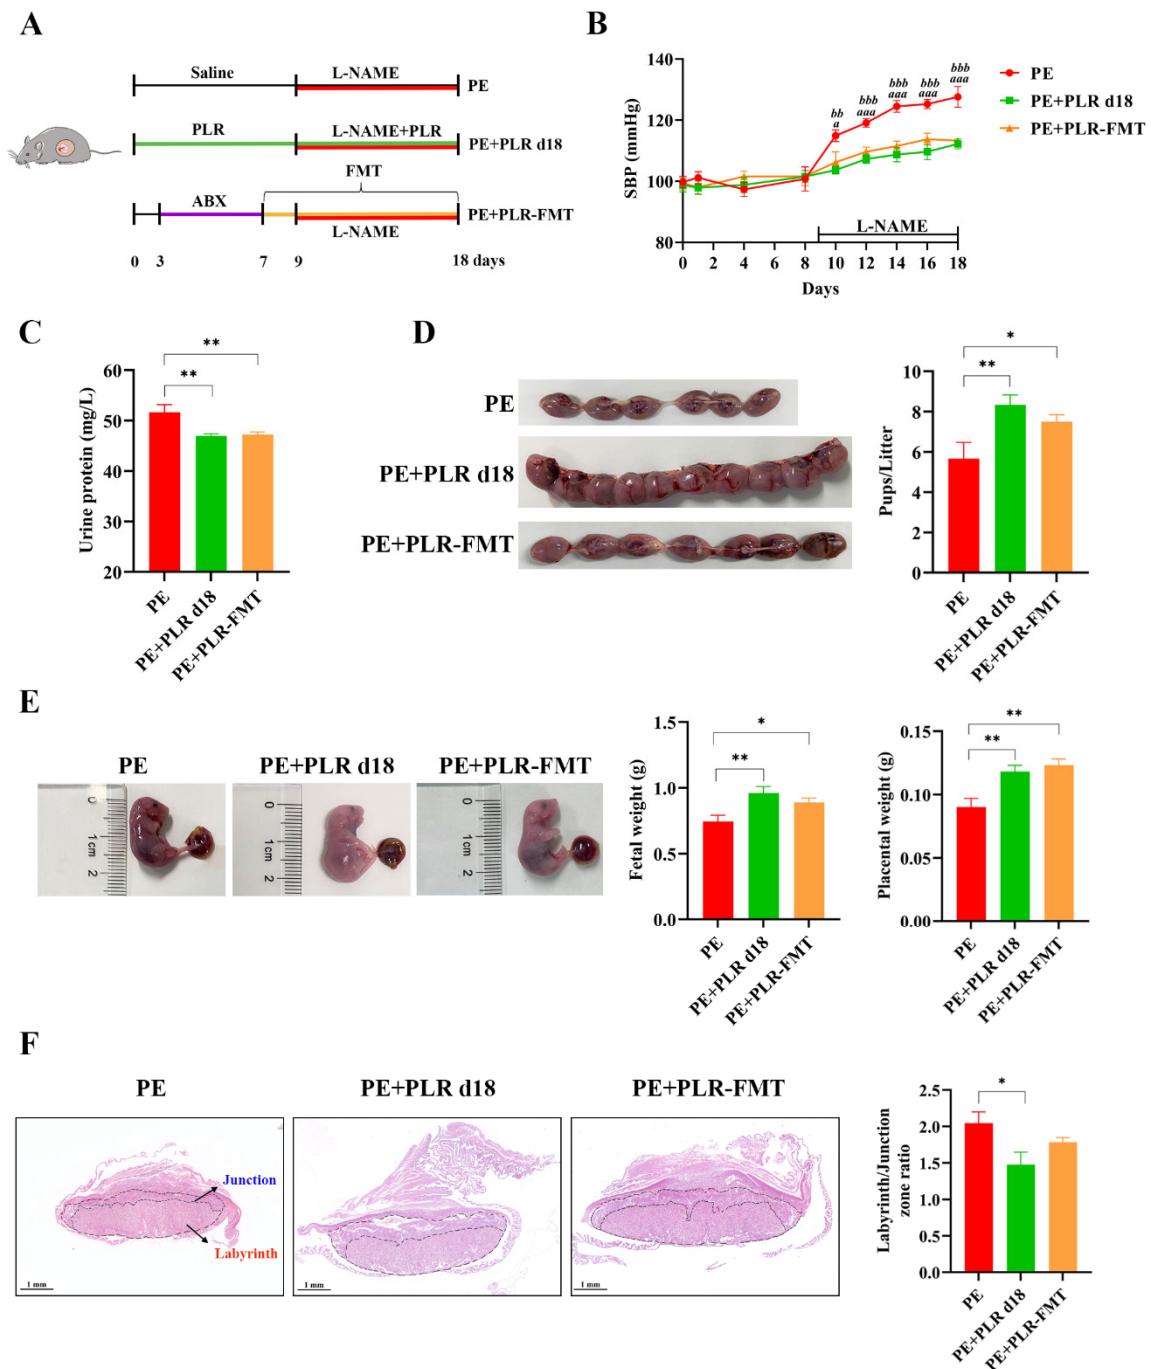 A
Saline
L-NAME
PE
PLR
L-NAME+PLR
PE+PLR d18
FMT
ABX
PE+PLR-FMT
L-NAME
0 3 7 9 18 days
B
SBP (mmHg)
140
120
100
80
bb
a
bbb
aaa
bbb
aaa
bbb
aaa
bbb
aaa
L-NAME
0 2 4 6 8 10 12 14 16 18
Days
PE
PE+PLR d18
PE+PLR-FMT
C
Urine protein (mg/L)
60
50
40
30
20
**
**
PE
PE+PLR d18
PE+PLR-FMT
D
PE
PE+PLR d18
PE+PLR-FMT
Pups/Litter
10
8
6
4
2
0
*
**
PE
PE+PLR d18
PE+PLR-FMT
E
PE
PE+PLR d18
PE+PLR-FMT
0
1cm
2
0
1cm
2
0
1cm
2
Fetal weight (g)
1.5
1.0
0.5
0.0
*
**
PE
PE+PLR d18
PE+PLR-FMT
Placental weight (g)
0.15
0.10
0.05
0.00
**
**
PE
PE+PLR d18
PE+PLR-FMT
F
PE
PE+PLR d18
PE+PLR-FMT
Junction
Labyrinth
1 mm
1 mm
1 mm
Labyrinth/Junction
zone ratio
2.5
2.0
1.5
1.0
0.5
0.0
*
PE
PE+PLR d18
PE+PLR-FMT